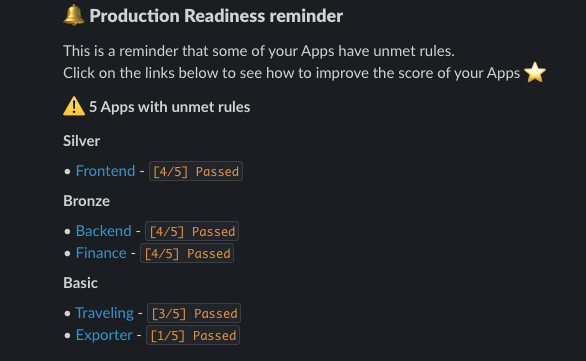 Production Readiness reminder
This is a reminder that some of your Apps have unmet rules.
Click on the links below to see how to improve the score of your Apps
5 Apps with unmet rules
Silver
• Frontend - [4/5] Passed
Bronze
• Backend - [4/5] Passed
• Finance - [4/5] Passed
Basic
• Traveling - [3/5] Passed
• Exporter - [1/5] Passed